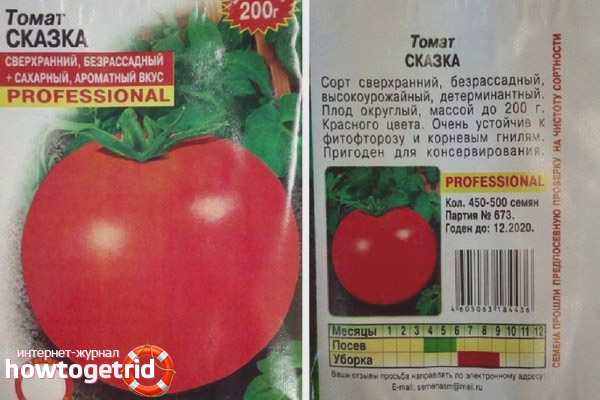 Томат
СКАЗКА
СВЕРХРАННИЙ, БЕЗРАССАДНЫЙ
+ САХАРНЫЙ, АРОМАТНЫЙ ВКУС
PROFESSIONAL
200г
интернет-журнал
howtogetrid
Томат
СКАЗКА
Сорт сверхранний, безрассадный,
высокоурожайный, детерминантный.
Плод округлый, массой до 200 г.
Красного цвета. Очень устойчив к
фитофторозу и корневым гнилям.
Пригоден для консервирования.
PROFESSIONAL
Кол. 450-500 семян
Партия № 673.
Годен до: 12.2020.
4 605063 184436
Месяцы 1 2 3 4 5 6 7 8 9 10 11 12
Посев
Уборка
Ваши отзывы просьба направлять по электронному адресу:
E-mail: semenasm@mail.ru
СЕМЕНА ПРОШЛИ ПРЕДПОСЕВНУЮ ПРОВЕРКУ НА ЧИСТОТУ СОРТНОСТИ